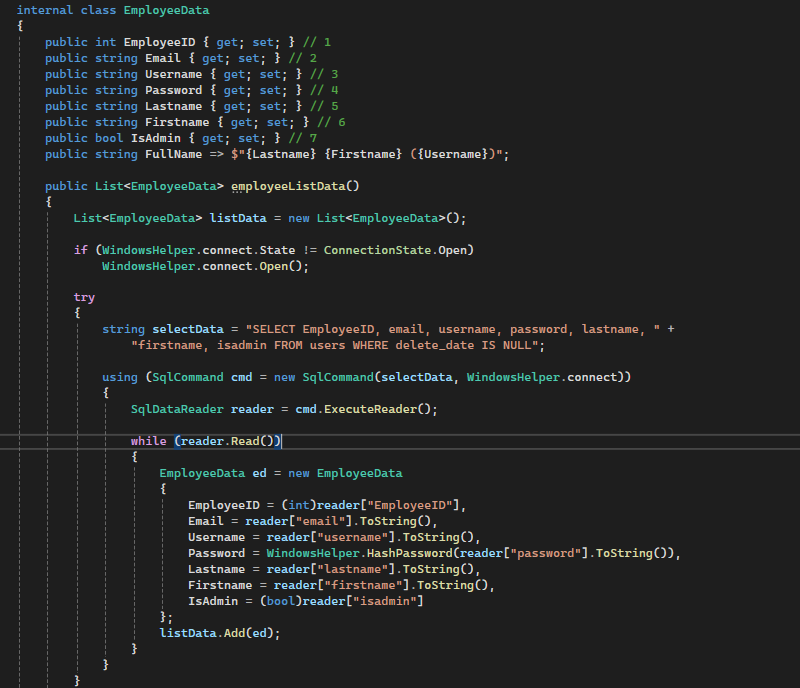 internal class EmployeeData
{
    public int EmployeeID { get; set; } // 1
    public string Email { get; set; } // 2
    public string Username { get; set; } // 3
    public string Password { get; set; } // 4
    public string Lastname { get; set; } // 5
    public string Firstname { get; set; } // 6
    public bool IsAdmin { get; set; } // 7
    public string FullName => $"{Lastname} {Firstname} ({Username})";

    public List<EmployeeData> employeeListData()
    {
        List<EmployeeData> listData = new List<EmployeeData>();

        if (WindowsHelper.connect.State != ConnectionState.Open)
            WindowsHelper.connect.Open();

        try
        {
            string selectData = "SELECT EmployeeID, email, username, password, lastname, " +
                "firstname, isadmin FROM users WHERE delete_date IS NULL";

            using (SqlCommand cmd = new SqlCommand(selectData, WindowsHelper.connect))
            {
                SqlDataReader reader = cmd.ExecuteReader();

                while (reader.Read())
                {
                    EmployeeData ed = new EmployeeData
                    {
                        EmployeeID = (int)reader["EmployeeID"],
                        Email = reader["email"].ToString(),
                        Username = reader["username"].ToString(),
                        Password = WindowsHelper.HashPassword(reader["password"].ToString()),
                        Lastname = reader["lastname"].ToString(),
                        Firstname = reader["firstname"].ToString(),
                        IsAdmin = (bool)reader["isadmin"]
                    };
                    listData.Add(ed);
                }
            }
        }